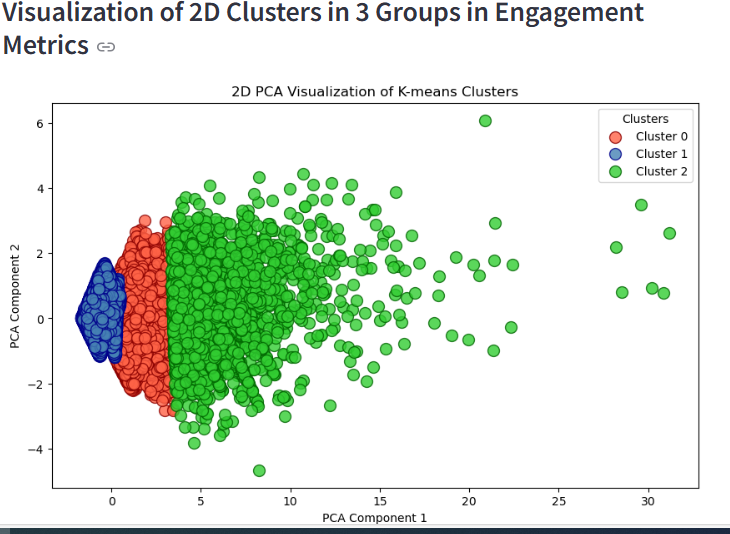 Visualization of 2D Clusters in 3 Groups in Engagement
Metrics
2D PCA Visualization of K-means Clusters
Clusters
Cluster 0
Cluster 1
Cluster 2
PCA Component 2
6
4
2
0
−2
−4
0 5 10 15 20 25 30
PCA Component 1